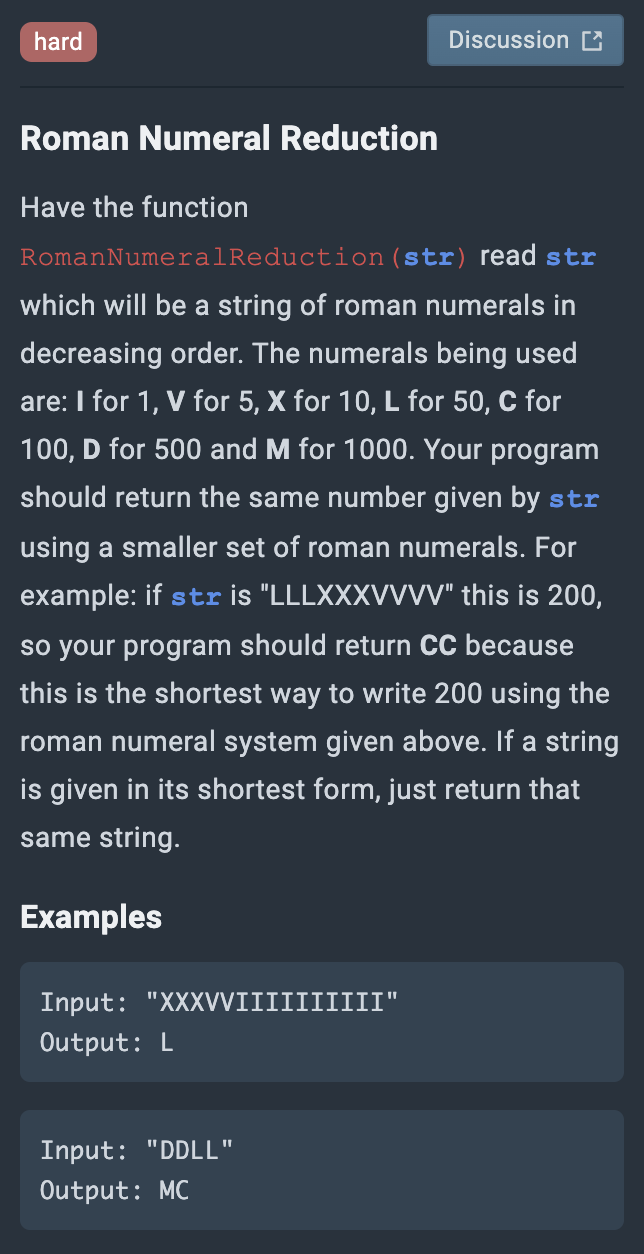 hard
Discussion
Roman Numeral Reduction
Have the function
RomanNumeralReduction(str) read str
which will be a string of roman numerals in
decreasing order. The numerals being used
are: I for 1, V for 5, X for 10, L for 50, C for
100, D for 500 and M for 1000. Your program
should return the same number given by str
using a smaller set of roman numerals. For
example: if str is "LLLXXXVVVV" this is 200,
so your program should return CC because
this is the shortest way to write 200 using the
roman numeral system given above. If a string
is given in its shortest form, just return that
same string.
Examples
Input: "XXXVVIIIIIIIIII"
Output: L
Input: "DDLL"
Output: MC